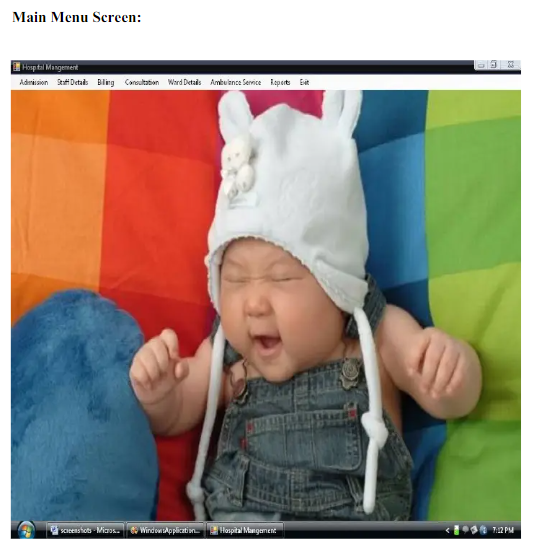 Main Menu Screen:
Hospital Mangement
Admission Staff Details Billing Consultation Ward Details Ambulance Service Reports Exit
screenshots - Micros... WindowsApplication... Hospital Mangement < 7:12 PM